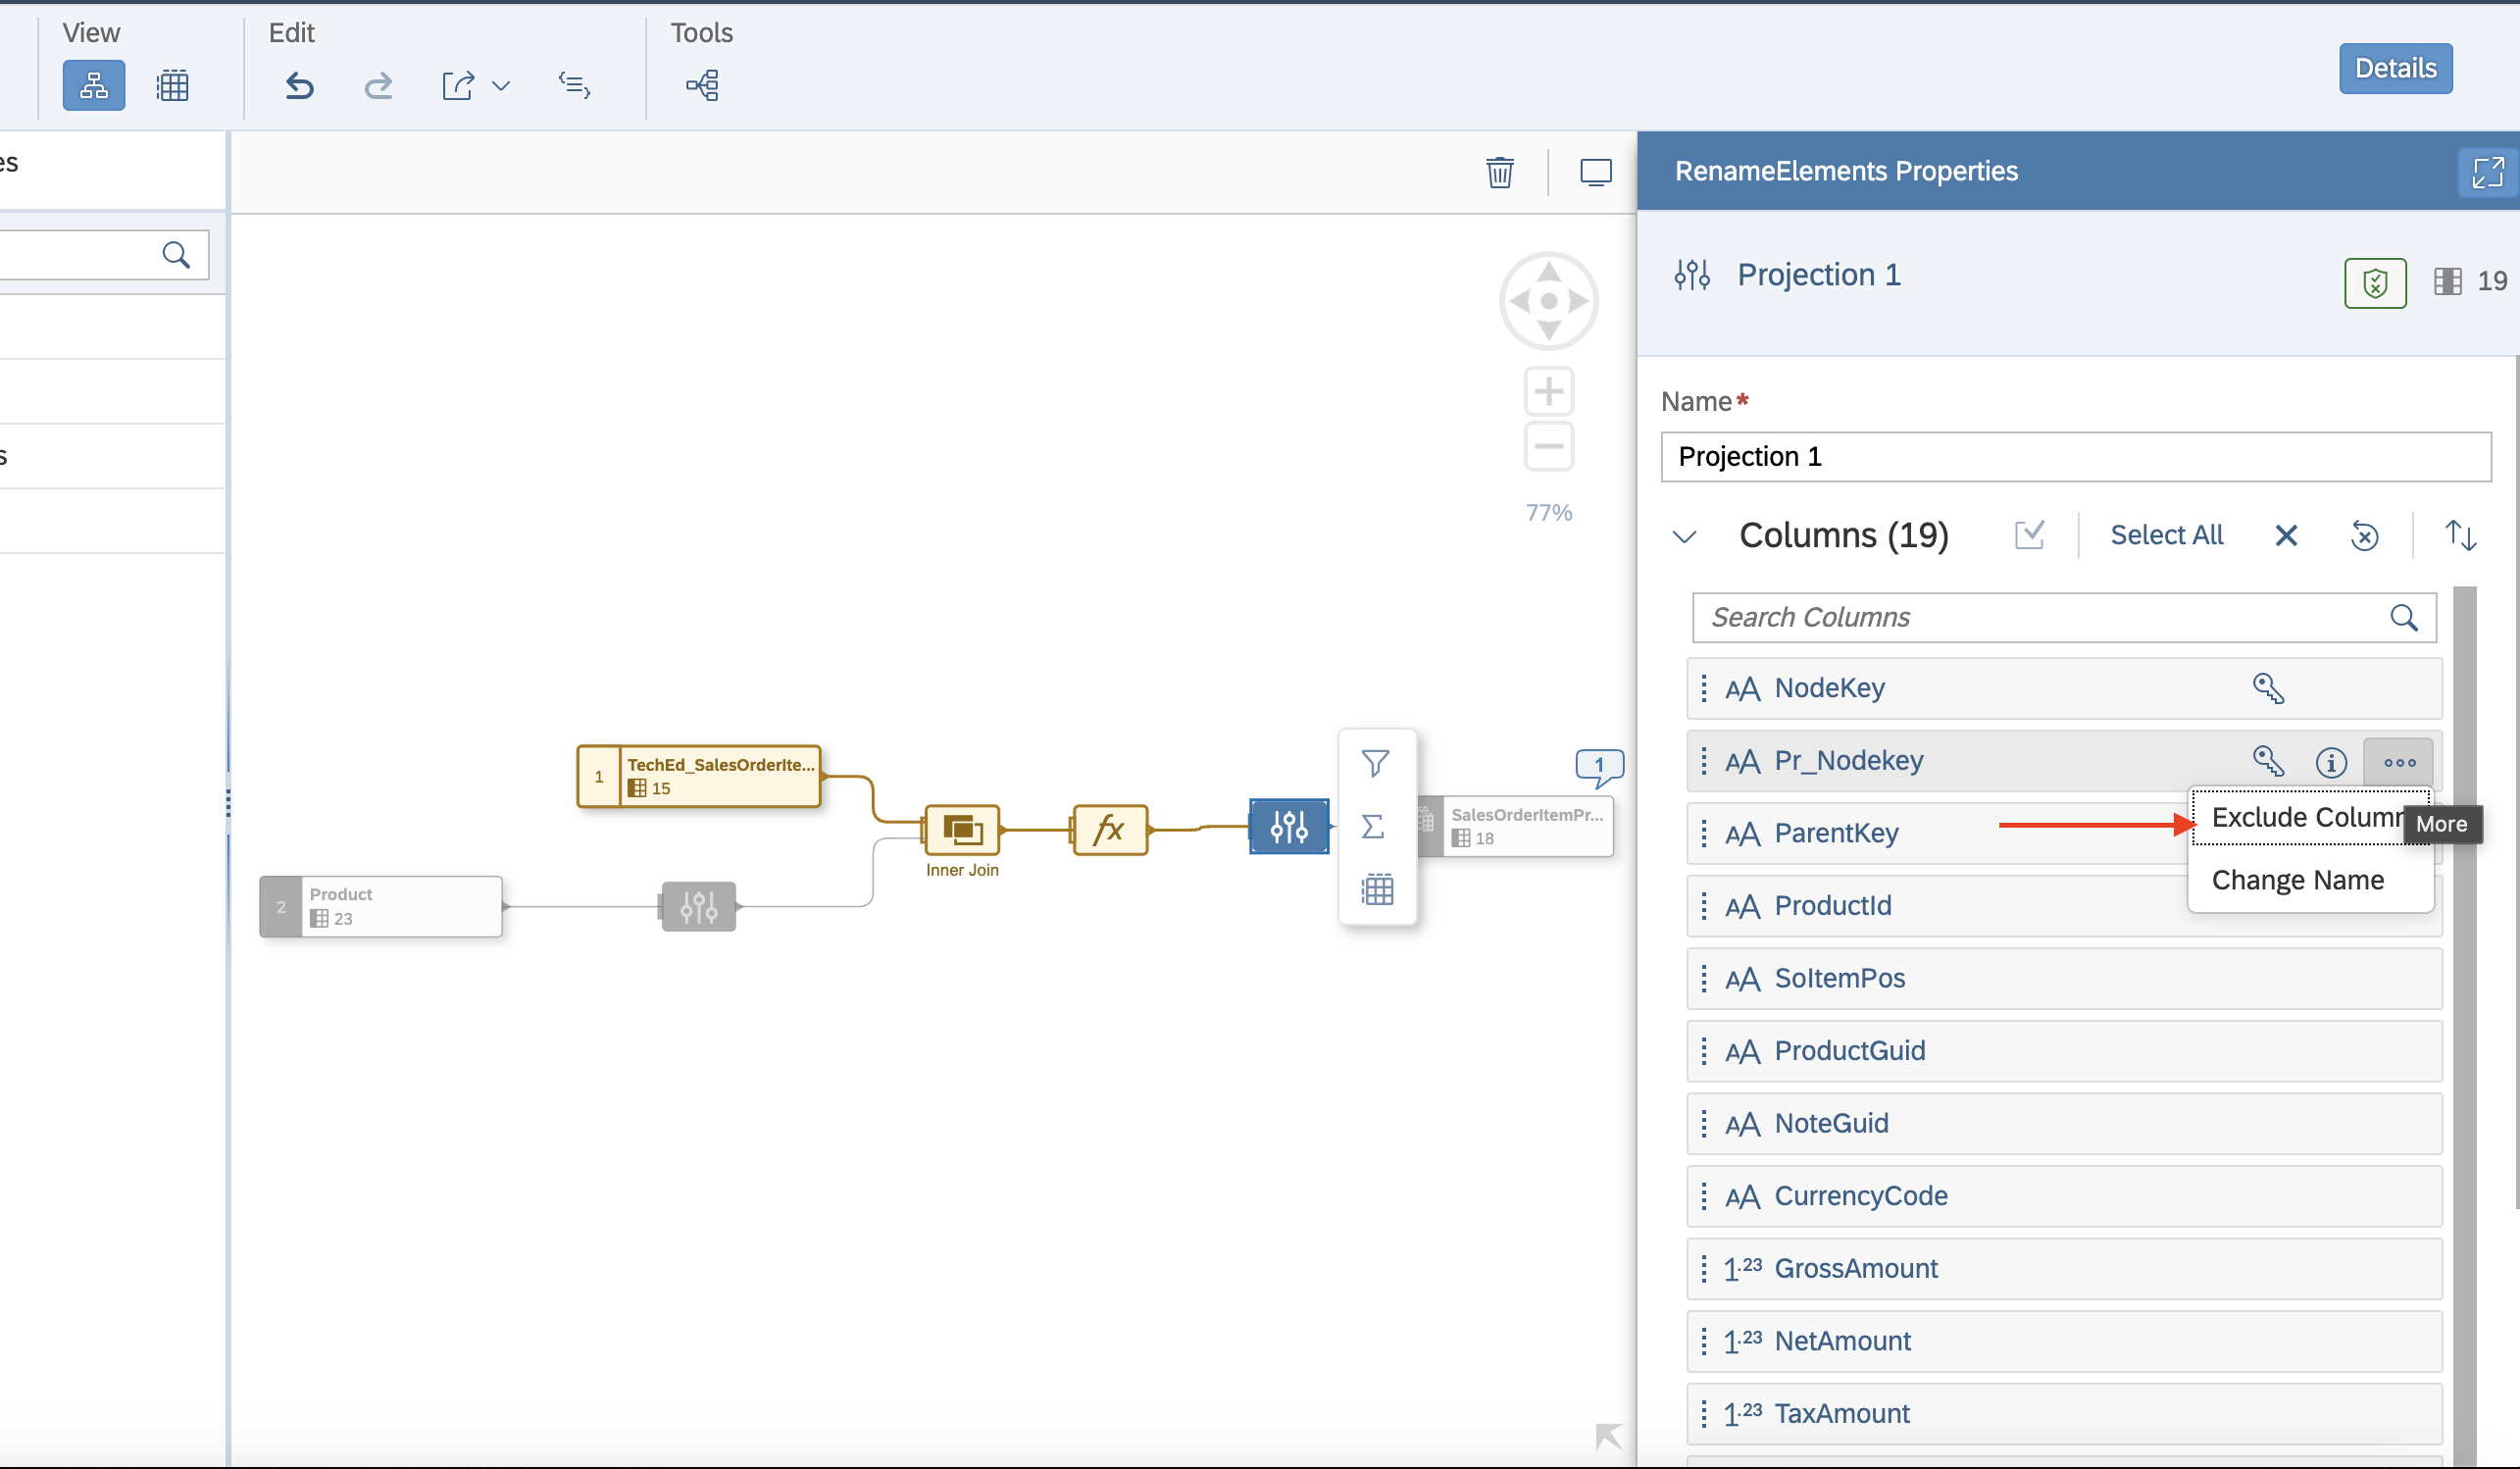 View
Edit
Tools
Details
es
s
77%
1
TechEd_SalesOrderIte...
15
2
Product
23
Inner Join
fx
1
SalesOrderItemPr...
18
RenameElements Properties
Projection 1
19
Name*
Projection 1
Columns (19)
Select All
Search Columns
AA NodeKey
AA Pr_Nodekey
Exclude Column
More
Change Name
AA ParentKey
AA ProductId
AA SoItemPos
AA ProductGuid
AA NoteGuid
AA CurrencyCode
1.23 GrossAmount
1.23 NetAmount
1.23 TaxAmount